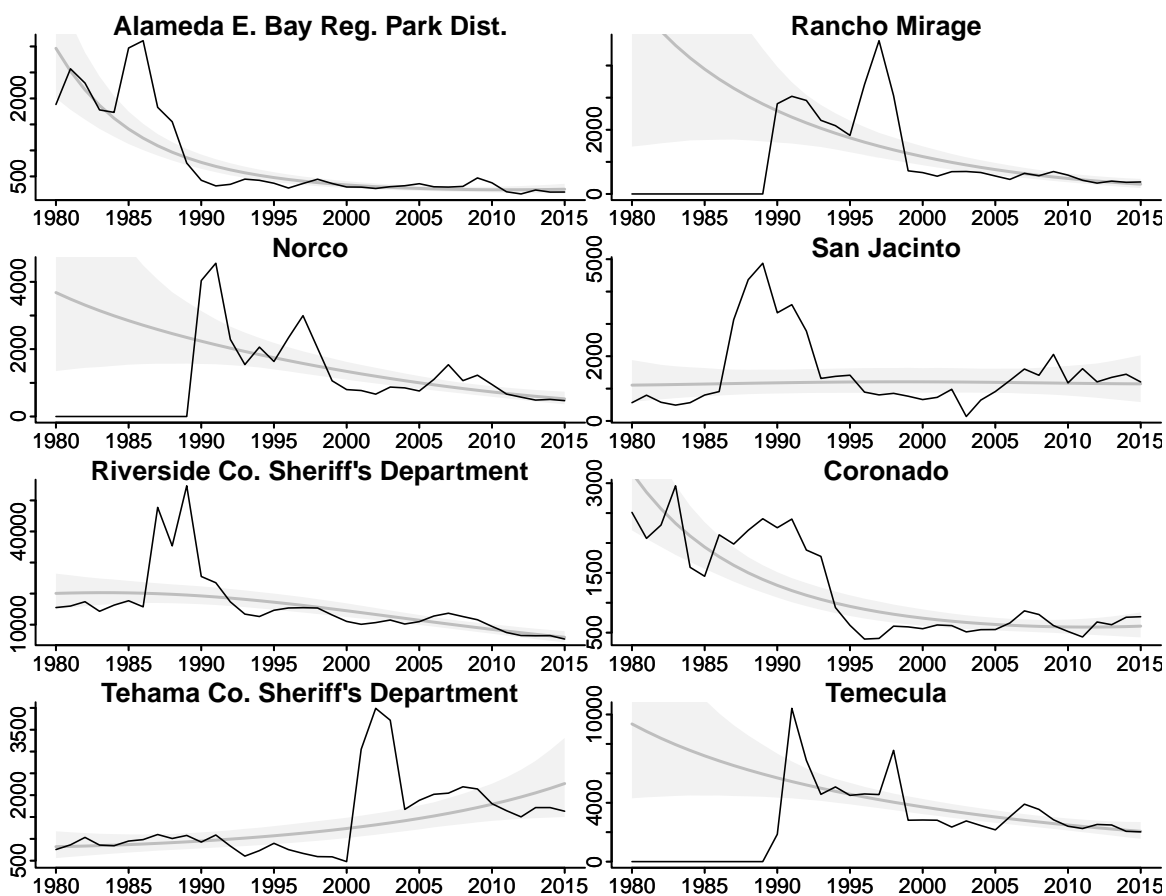 Alameda E. Bay Reg. Park Dist.
500 2000
1980 1985 1990 1995 2000 2005 2010 2015
Rancho Mirage
0 2000
1980 1985 1990 1995 2000 2005 2010 2015
Norco
0 2000 4000
1980 1985 1990 1995 2000 2005 2010 2015
San Jacinto
0 2000 5000
1980 1985 1990 1995 2000 2005 2010 2015
Riverside Co. Sheriff's Department
10000 40000
1980 1985 1990 1995 2000 2005 2010 2015
Coronado
500 1500 3000
1980 1985 1990 1995 2000 2005 2010 2015
Tehama Co. Sheriff's Department
500 2000 3500
1980 1985 1990 1995 2000 2005 2010 2015
Temecula
0 4000 10000
1980 1985 1990 1995 2000 2005 2010 2015